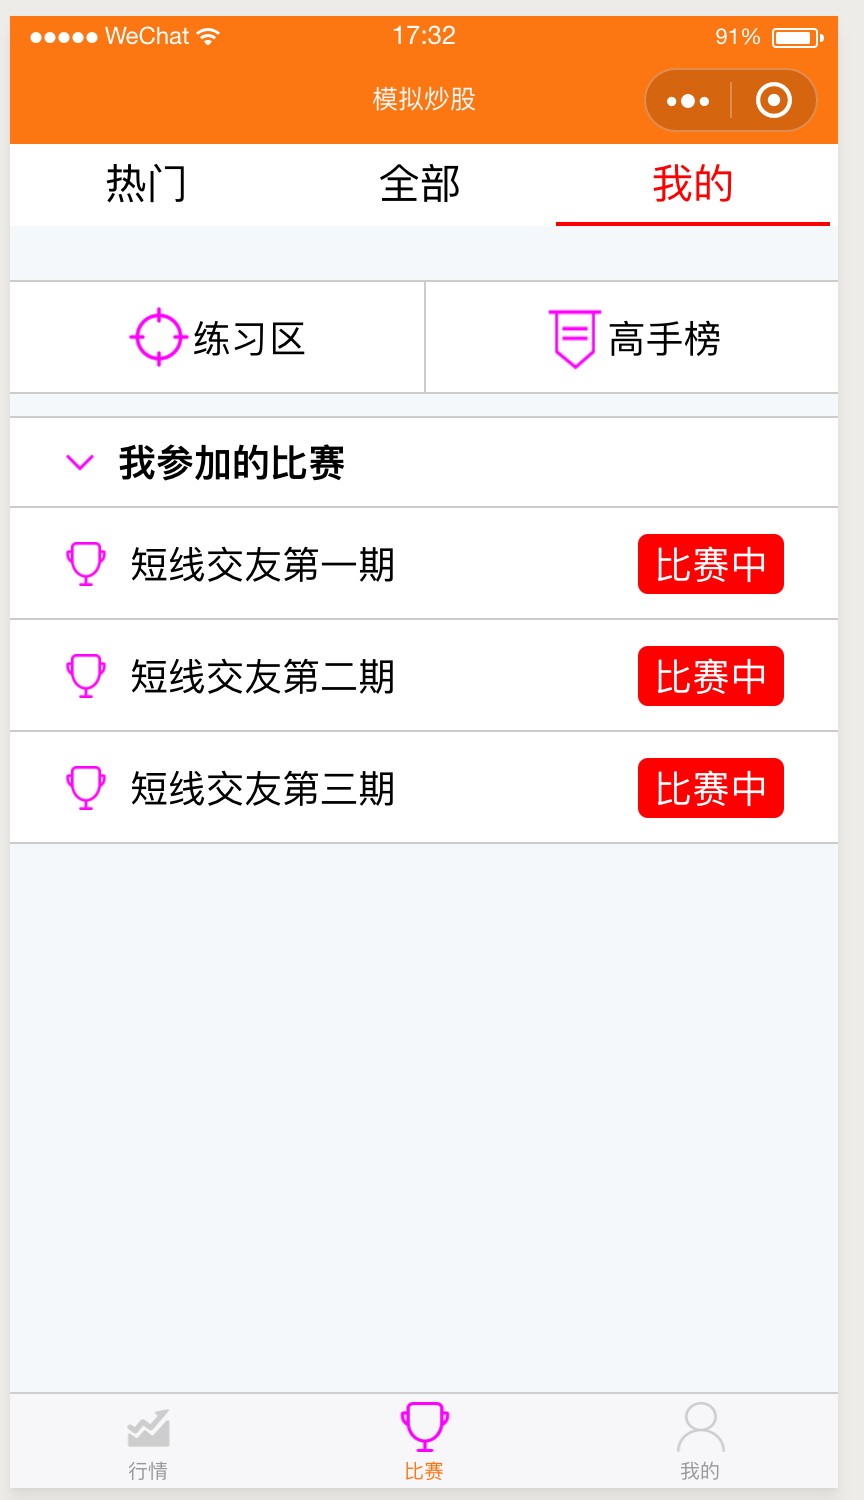 WeChat 17:32 91%
模拟炒股
热门 全部 我的
练习区 高手榜
我参加的比赛
短线交友第一期 比赛中
短线交友第二期 比赛中
短线交友第三期 比赛中
行情 比赛 我的